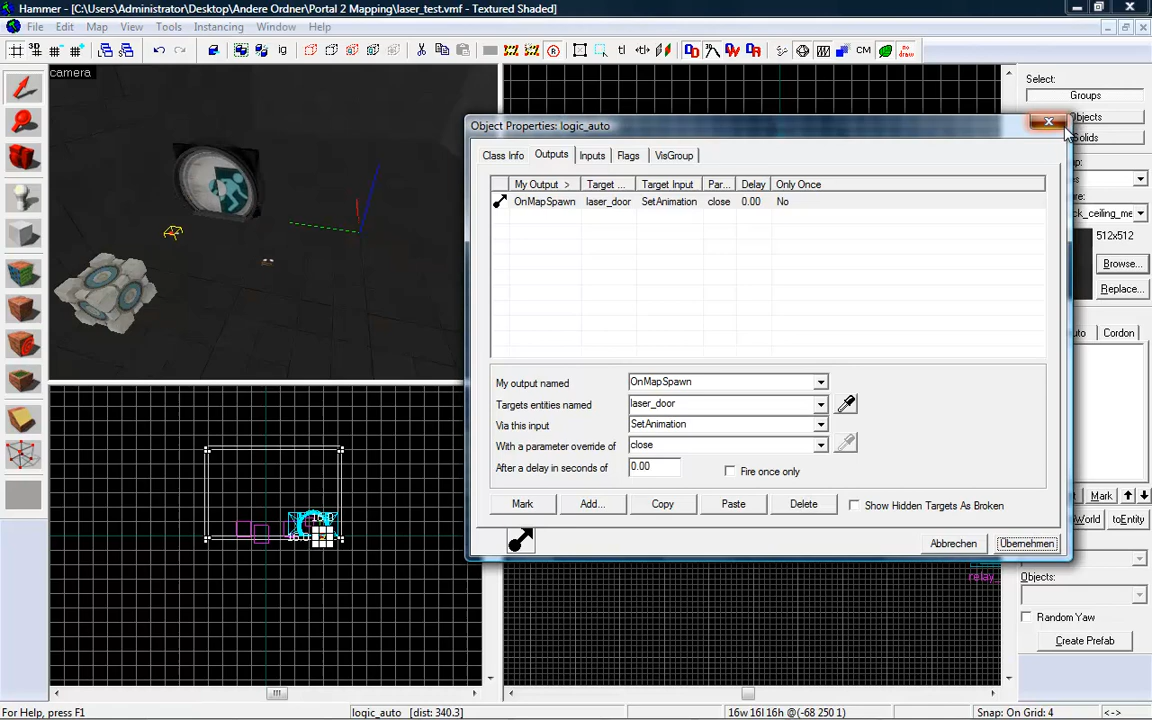 Hammer - [C:\Users\Administrator\Desktop\Andere Ordner\Portal 2 Mapping\laser_test.vmf - Textured Shaded]
File Edit Map View Tools Instancing Window Help
camera
Object Properties: logic_auto
Class Info Outputs Inputs Flags VisGroup
My Output > Target ... Target Input Par... Delay Only Once
OnMapSpawn laser_door SetAnimation close 0.00 No
My output named OnMapSpawn
Targets entities named laser_door
Via this input SetAnimation
With a parameter override of close
After a delay in seconds of 0.00 Fire once only
Mark Add... Copy Paste Delete Show Hidden Targets As Broken
Abbrechen Übernehmen
Select:
Groups
Objects
Solids
512x512
Browse...
Replace...
Cordon
Mark
toEntity
Objects:
Random Yaw
Create Prefab
For Help, press F1 logic_auto [dist: 340.3] 16w 16l 16h @(-68 250 1) Snap: On Grid: 4 <->